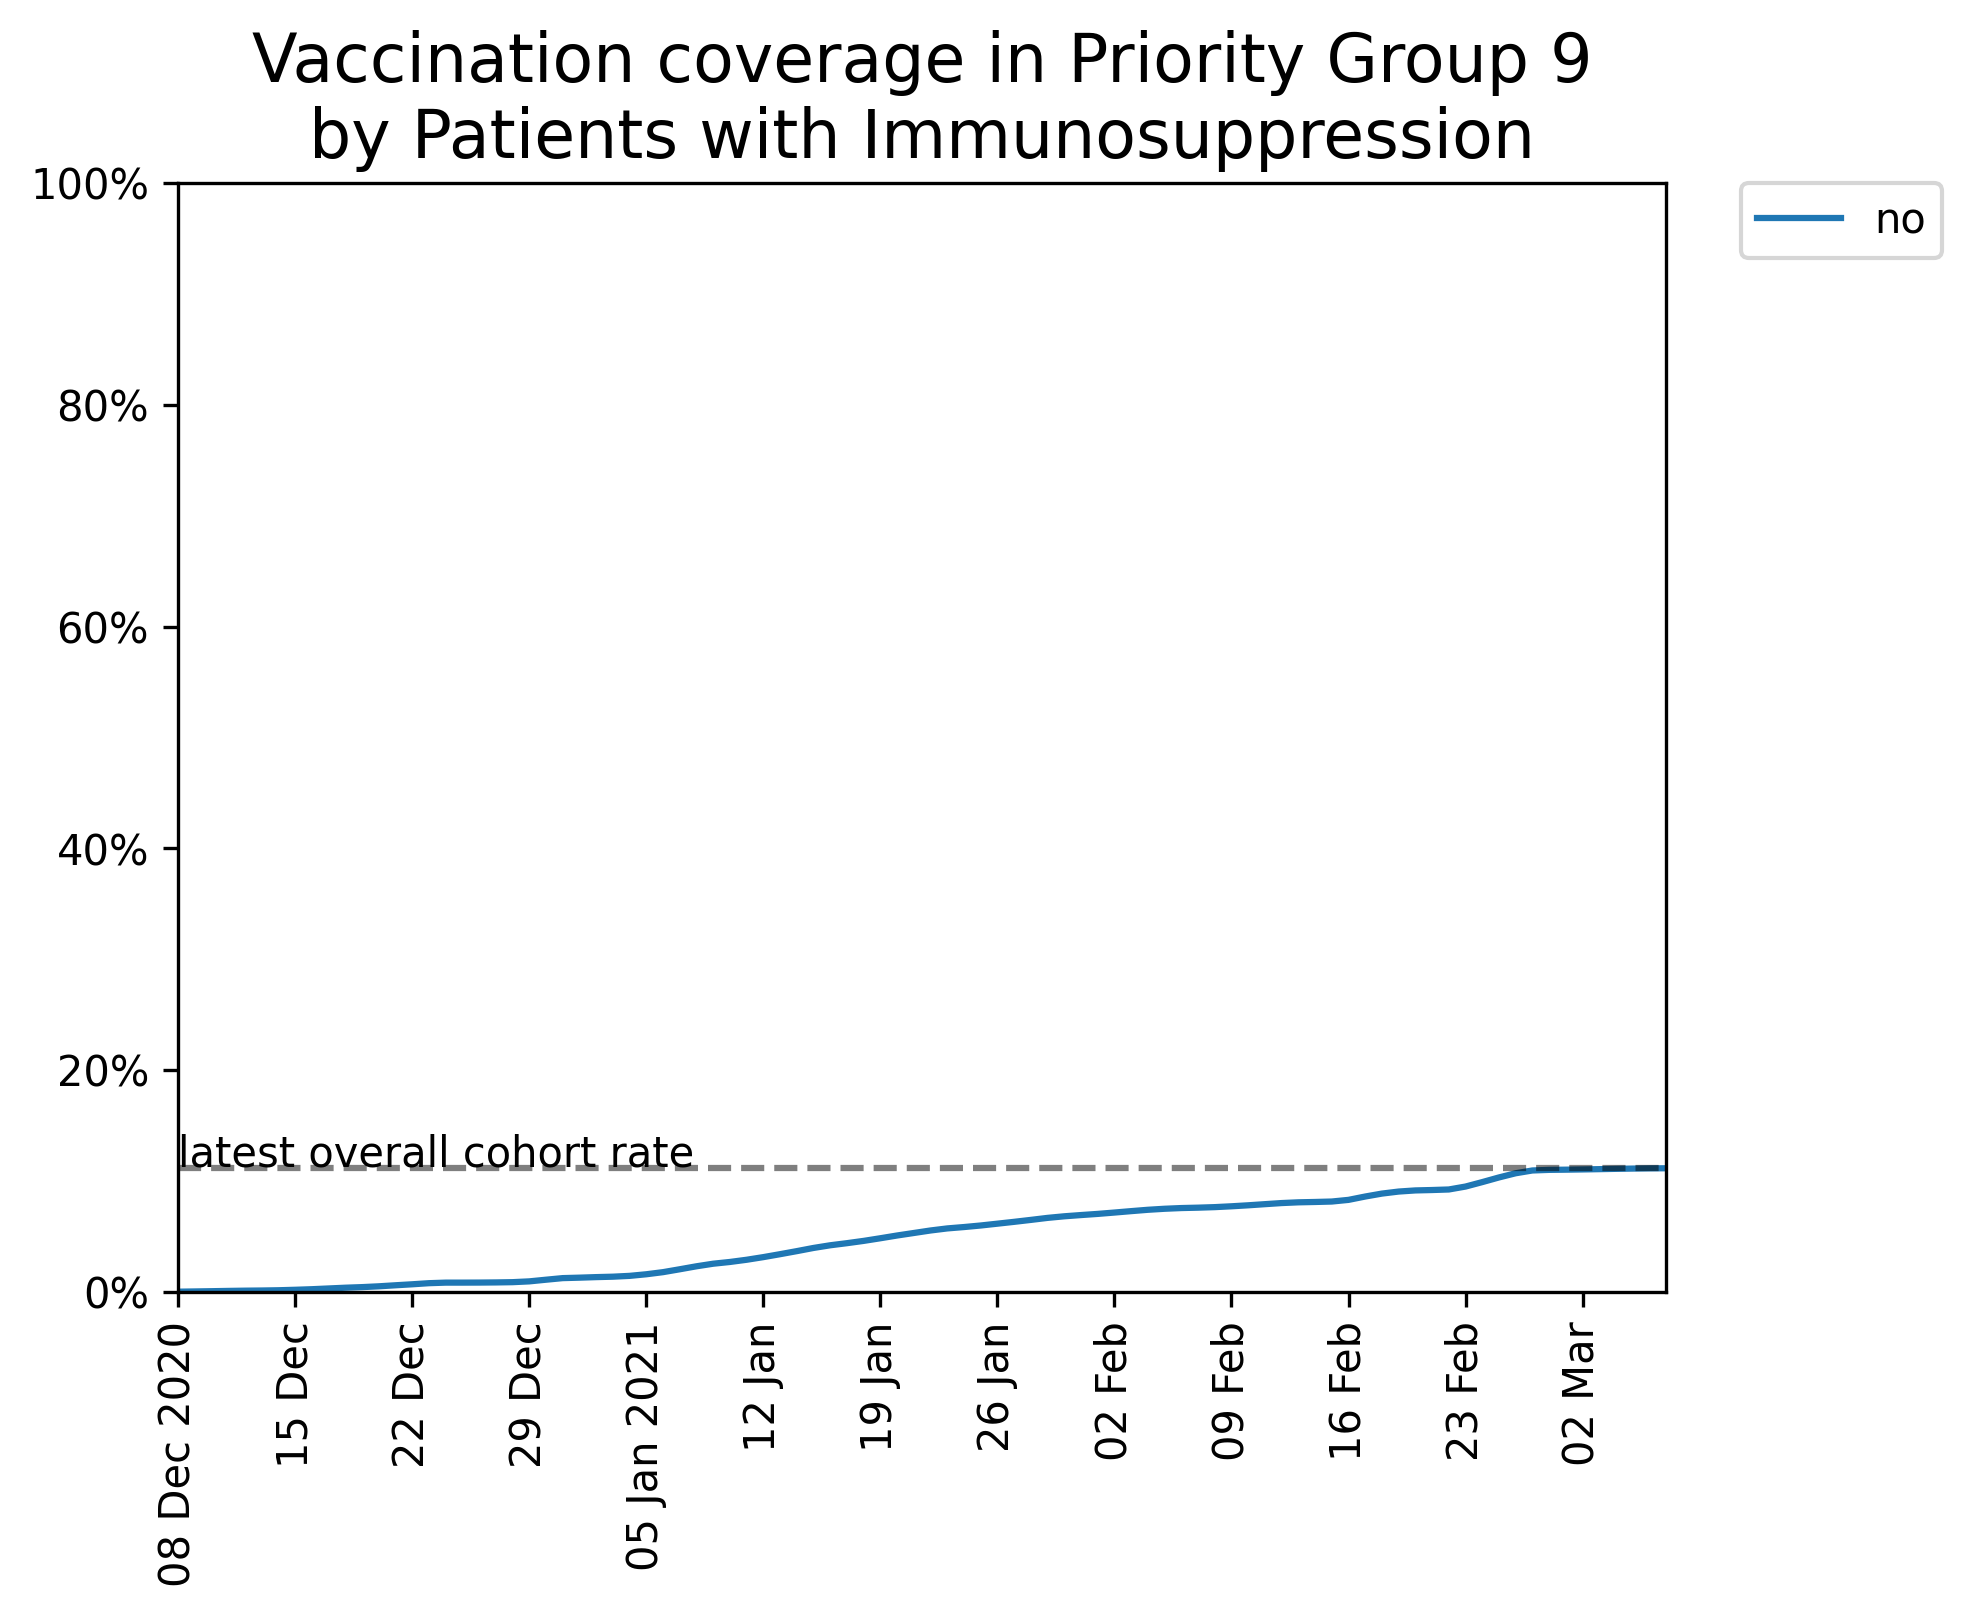 Vaccination coverage in Priority Group 9
by Patients with Immunosuppression
100%
80%
60%
40%
20%
0%
latest overall cohort rate
no
08 Dec 2020
15 Dec
22 Dec
29 Dec
05 Jan 2021
12 Jan
19 Jan
26 Jan
02 Feb
09 Feb
16 Feb
23 Feb
02 Mar